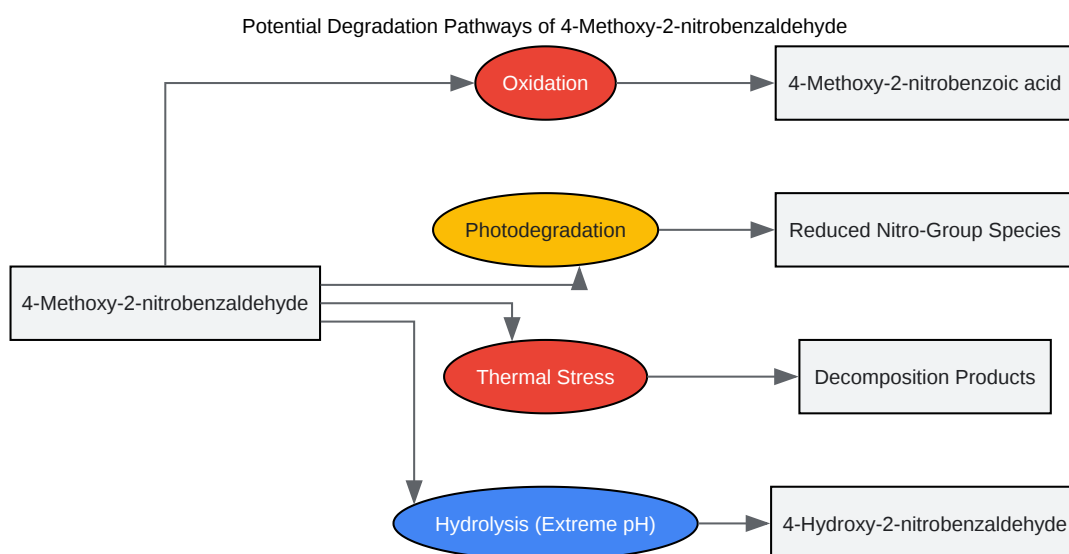 Potential Degradation Pathways of 4-Methoxy-2-nitrobenzaldehyde
Oxidation
4-Methoxy-2-nitrobenzoic acid
Photodegradation
Reduced Nitro-Group Species
4-Methoxy-2-nitrobenzaldehyde
Thermal Stress
Decomposition Products
Hydrolysis (Extreme pH)
4-Hydroxy-2-nitrobenzaldehyde